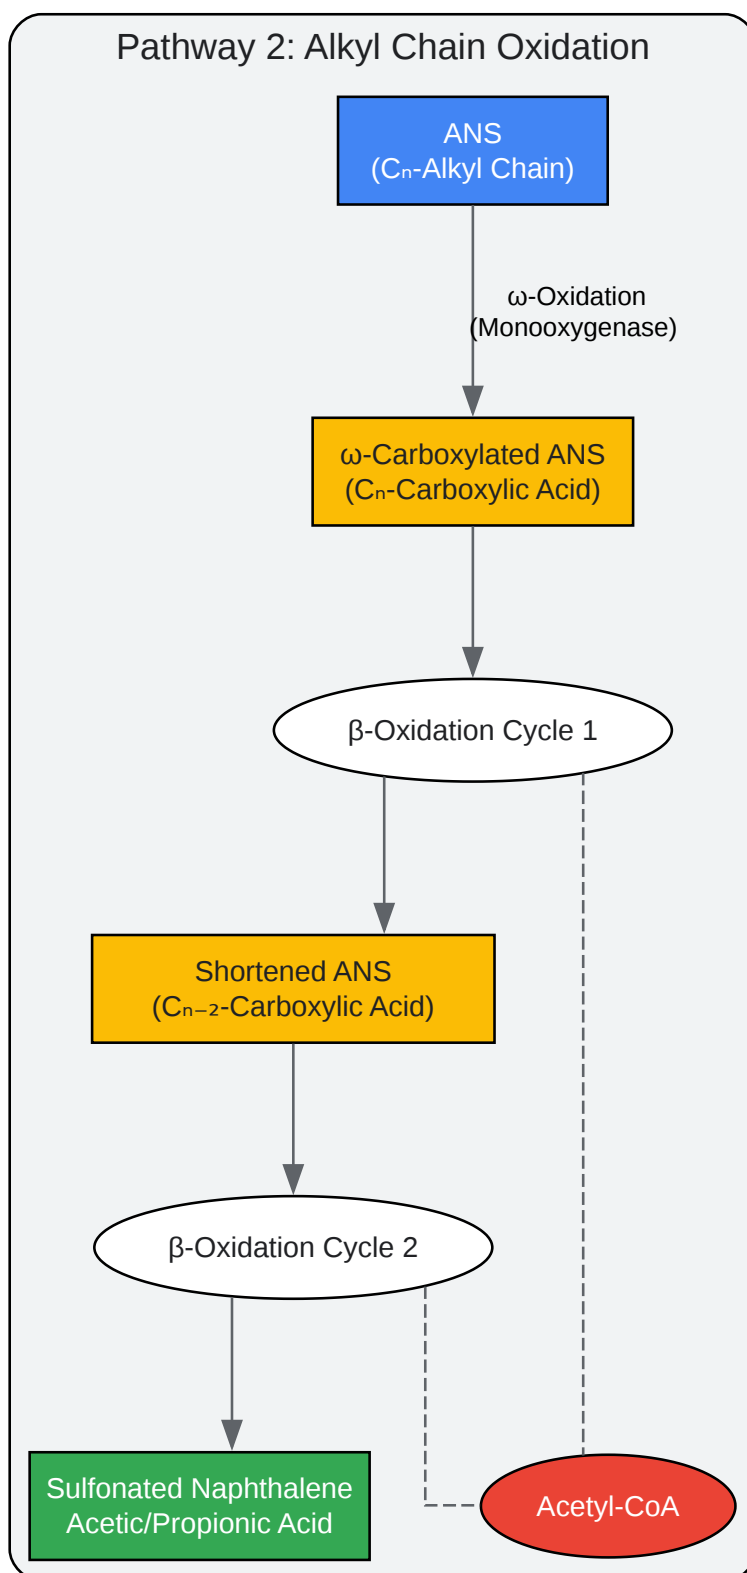 Pathway 2: Alkyl Chain Oxidation
ANS
(Cₙ-Alkyl Chain)
ω-Oxidation
(Monooxygenase)
ω-Carboxylated ANS
(Cₙ-Carboxylic Acid)
β-Oxidation Cycle 1
Shortened ANS
(Cₙ₋₂-Carboxylic Acid)
β-Oxidation Cycle 2
Sulfonated Naphthalene
Acetic/Propionic Acid
Acetyl-CoA